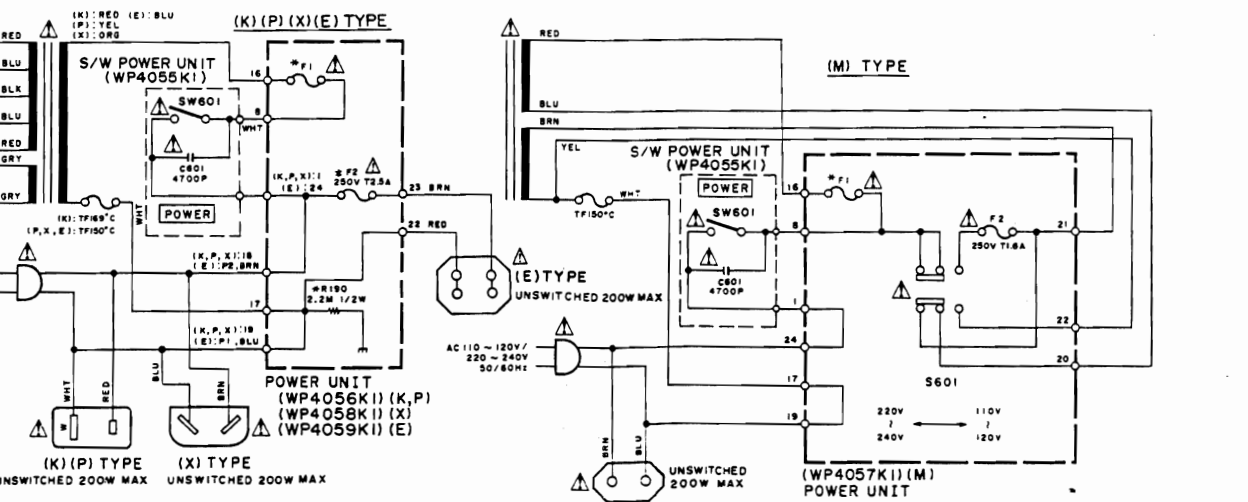 (K):RED (E):BLU
(P):YEL
(X):ORG
(K)(P)(X)(E) TYPE
RED
BLU
BLK
BLU
RED
GRY
GRY
S/W POWER UNIT
(WP4055K1)
SW601
C601
4700P
POWER
16
*F1
8
WHT
(K,P,X):1
(E):24
*F2
250V T2.5A
23 BRN
22 RED
(K): TF169°C
(P,X,E): TF150°C
WHT
(K,P,X):18
(E):P2,BRN
17
*R190
2.2M 1/2W
(K,P,X):19
(E):P1,BLU
(E)TYPE
UNSWITCHED 200W MAX
WHT
RED
BLU
BRN
W
POWER UNIT
(WP4056K1)(K,P)
(WP4058K1)(X)
(WP4059K1)(E)
(K)(P) TYPE
NSWITCHED 200W MAX
(X) TYPE
UNSWITCHED 200W MAX
RED
(M) TYPE
BLU
BRN
YEL
S/W POWER UNIT
(WP4055K1)
POWER
SW601
C601
4700P
TF150°C
WHT
16
*F1
8
F2
250V T1.6A
21
1
22
24
20
17
19
S601
220V
~
240V
110V
~
120V
AC110~120V/
220~240V
50/60Hz
BRN
BLU
UNSWITCHED
200W MAX
(WP4057K1)(M)
POWER UNIT